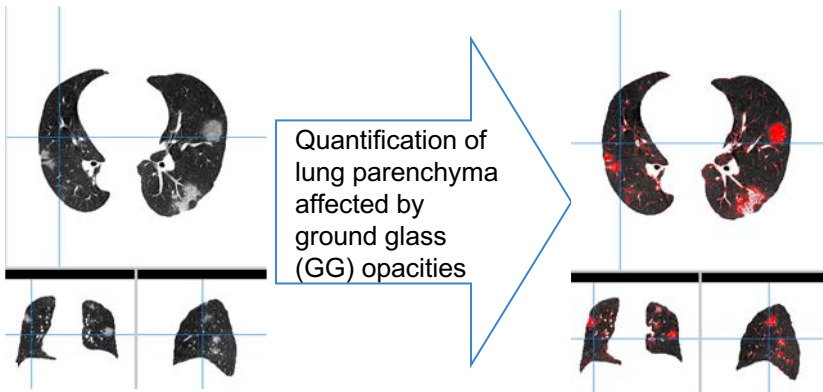 Quantification of
lung parenchyma
affected by
ground glass
(GG) opacities